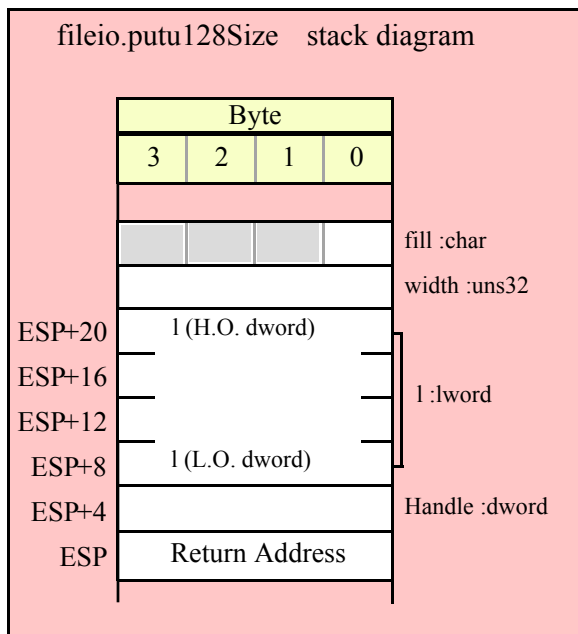 fileio.putu128Size stack diagram
Byte
3 2 1 0
fill :char
width :uns32
ESP+20 l (H.O. dword)
ESP+16
l :lword
ESP+12
ESP+8 l (L.O. dword)
ESP+4 Handle :dword
ESP Return Address